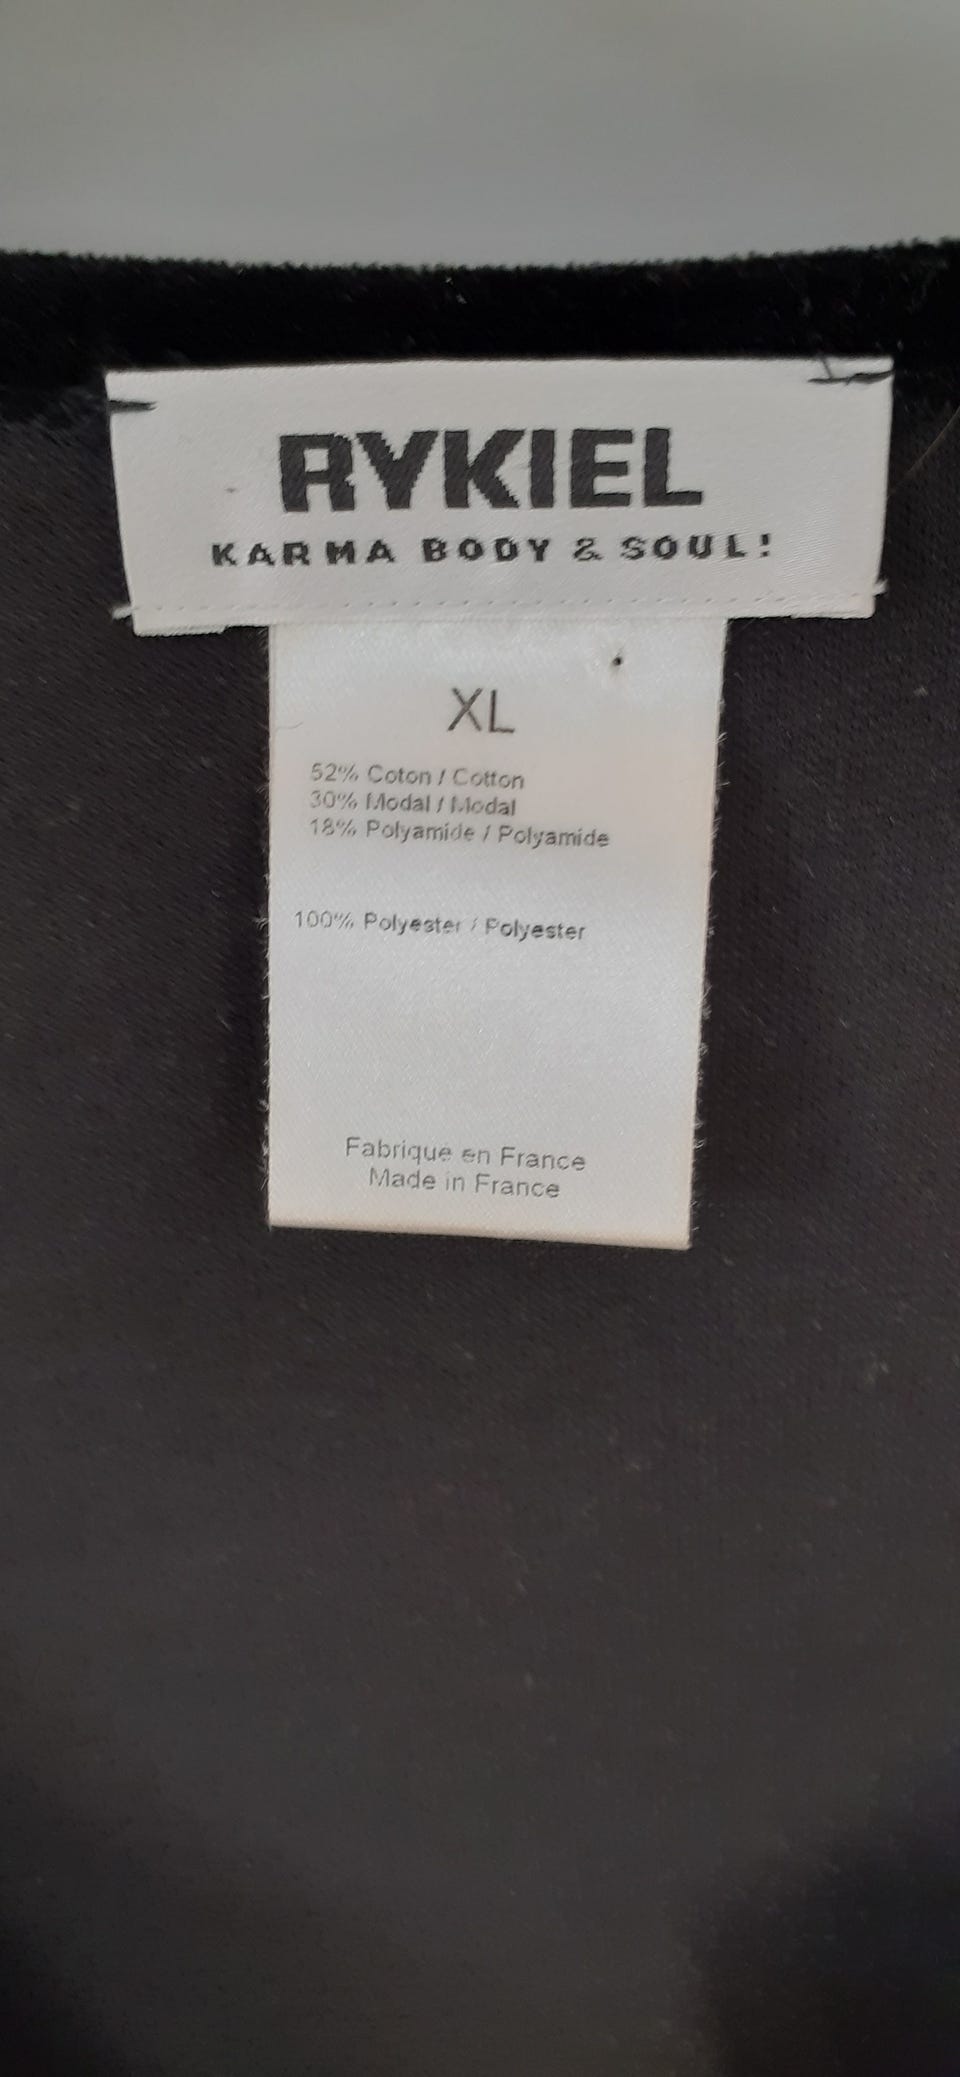 RYKIEL
KARMA BODY & SOUL!
XL
52% Coton / Cotton
30% Modal / Modal
18% Polyamide / Polyamide
100% Polyester / Polyester
Fabrique en France
Made in France